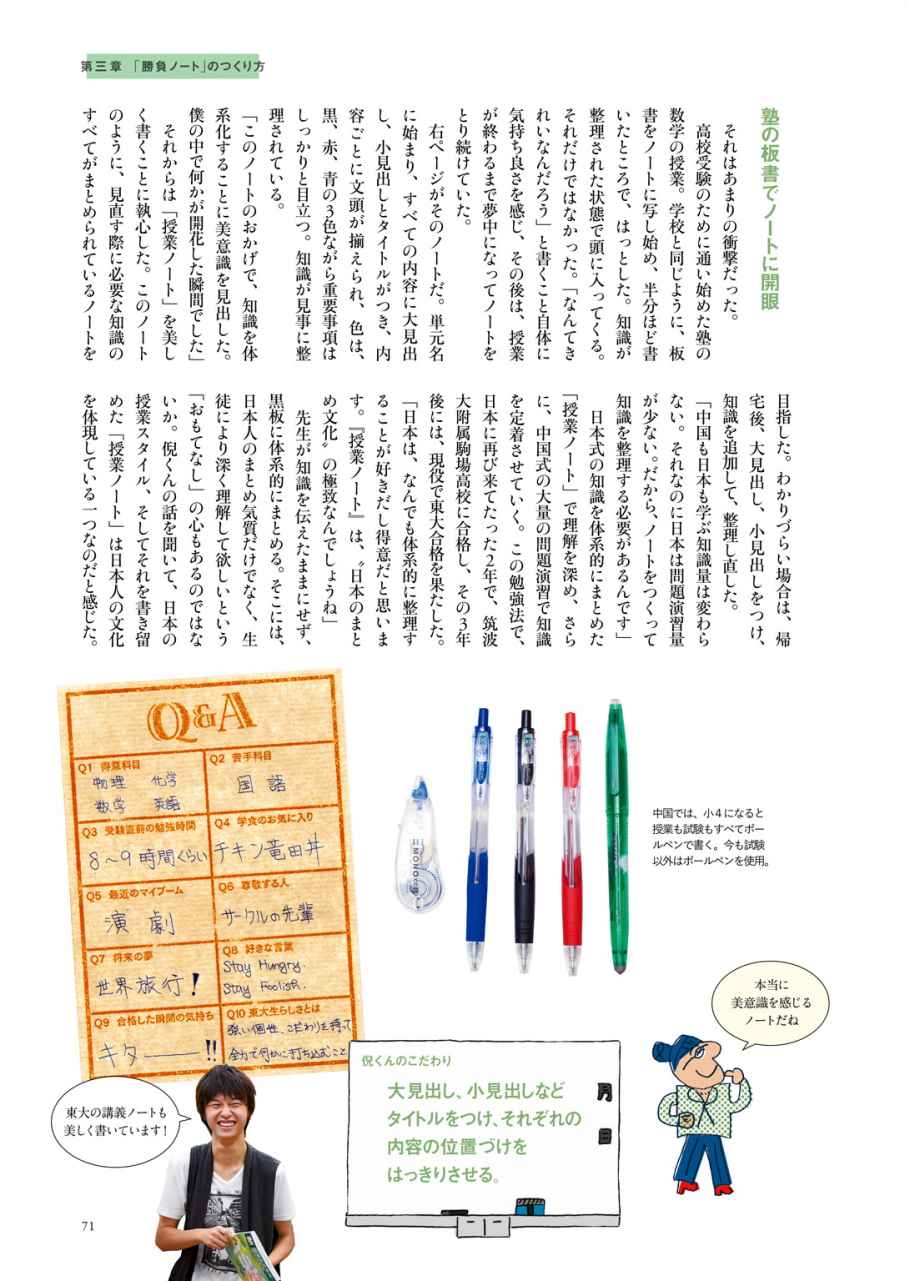 第三章 「勝負ノート」のつくり方
塾の板書でノートに開眼
それはあまりの衝撃だった。
高校受験のために通い始めた塾の
数学の授業。学校と同じように、板
書をノートに写し始め、半分ほど書
いたところで、はっとした。知識が
整理された状態で頭に入ってくる。
それだけではなかった。「なんてき
れいなんだろう」と書くこと自体に
気持ち良さを感じ、その後は、授業
が終わるまで夢中になってノートを
とり続けていた。
右ページがそのノートだ。単元名
に始まり、すべての内容に大見出
し、小見出しとタイトルがつき、内
容ごとに文頭が揃えられ、色は、
黒、赤、青の3色ながら重要事項は
しっかりと目立つ。知識が見事に整
理されている。
「このノートのおかげで、知識を体
系化することに美意識を見出した。
僕の中で何かが開花した瞬間でした」
それからは「授業ノート」を美し
く書くことに執心した。このノート
のように、見直す際に必要な知識の
すべてがまとめられているノートを
目指した。わかりづらい場合は、帰
宅後、大見出し、小見出しをつけ、
知識を追加して、整理し直した。
「中国も日本も学ぶ知識量は変わら
ない。それなのに日本は問題演習量
が少ない。だから、ノートをつくって
知識を整理する必要があるんです」
日本式の知識を体系的にまとめた
「授業ノート」で理解を深め、さら
に、中国式の大量の問題演習で知識
を定着させていく。この勉強法で、
日本に再び来てたった2年で、筑波
大附属駒場高校に合格し、その3年
後には、現役で東大合格を果たした。
「日本は、なんでも体系的に整理す
ることが好きだし得意だと思いま
す。『授業ノート』は、〝日本のまと
め文化〟の極致なんでしょうね」
先生が知識を伝えたままにせず、
黒板に体系的にまとめる。そこには、
日本人のまとめ気質だけでなく、生
徒により深く理解して欲しいという
「おもてなし」の心もあるのではな
いか。倪くんの話を聞いて、日本の
授業スタイル、そしてそれを書き留
めた「授業ノート」は日本人の文化
を体現している一つなのだと感じた。
Q&A
Q1 得意科目
物理 化学
数学 英語
Q2 苦手科目
国語
Q3 受験直前の勉強時間
8〜9時間くらい
Q4 学食のお気に入り
チキン竜田丼
Q5 最近のマイブーム
演劇
Q6 尊敬する人
サークルの先輩
Q7 将来の夢
世界旅行!
Q8 好きな言葉
Stay Hungry.
Stay Foolish.
Q9 合格した瞬間の気持ち
キター――!!
Q10 東大生らしさとは
強い個性、こだわりを持って
全力で何かに打ち込むこと
MONO
中国では、小4になると
授業も試験もすべてボー
ルペンで書く。今も試験
以外はボールペンを使用。
本当に
美意識を感じる
ノートだね
倪くんのこだわり
大見出し、小見出しなど
タイトルをつけ、それぞれの
内容の位置づけを
はっきりさせる。
月
日
東大の講義ノートも
美しく書いています!
71